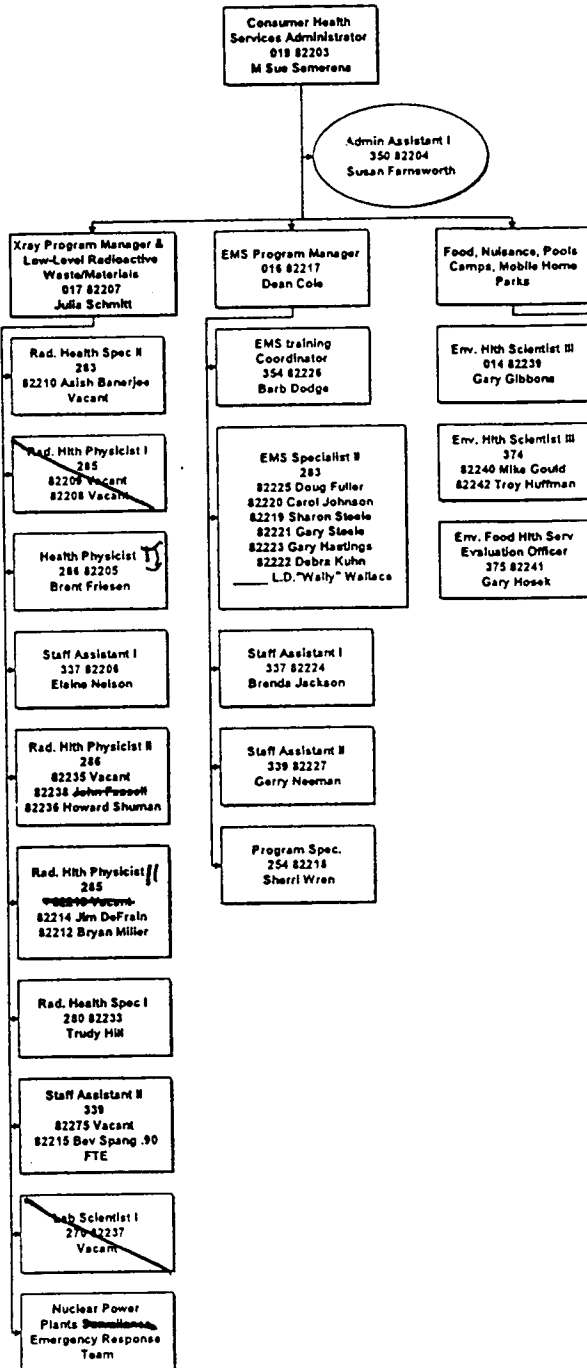 Consumer Health
Services Administrator
018 82203
M Sue Semerena
Admin Assistant I
350 82204
Susan Farnsworth
Xray Program Manager &
Low-Level Radioactive
Waste/Materials
017 82207
Julia Schmitt
Rad. Health Spec II
283
82210 Asish Banerjee
Vacant
Rad. Hlth Physicist I
285
82209 Vacant
82208 Vacant
Health Physicist II
286 82205
Brent Friesen
Staff Assistant I
337 82206
Elaine Nelson
Rad. Hlth Physicist II
286
82235 Vacant
82238 John Fassell
82236 Howard Shuman
Rad. Hlth Physicist II
285
Vacant
82214 Jim DeFrain
82212 Bryan Miller
Rad. Health Spec I
280 82233
Trudy Hill
Staff Assistant II
339
82275 Vacant
82215 Bev Spang .90
FTE
Lab Scientist I
270 82237
Vacant
Nuclear Power
Plants Surveillance
Emergency Response
Team
EMS Program Manager
016 82217
Dean Cole
EMS training
Coordinator
354 82226
Barb Dodge
EMS Specialist II
283
82225 Doug Fuller
82220 Carol Johnson
82219 Sharon Steele
82221 Gary Steele
82223 Gary Hastings
82222 Debra Kuhn
_____ L.D."Wally" Wallace
Staff Assistant I
337 82224
Brenda Jackson
Staff Assistant II
339 82227
Gerry Neeman
Program Spec.
254 82218
Sherri Wren
Food, Nuisance, Pools
Camps, Mobile Home
Parks
Env. Hlth Scientist III
014 82239
Gary Gibbons
Env. Hlth Scientist III
374
82240 Mike Gould
82242 Troy Huffman
Env. Food Hlth Serv
Evaluation Officer
375 82241
Gary Hosek